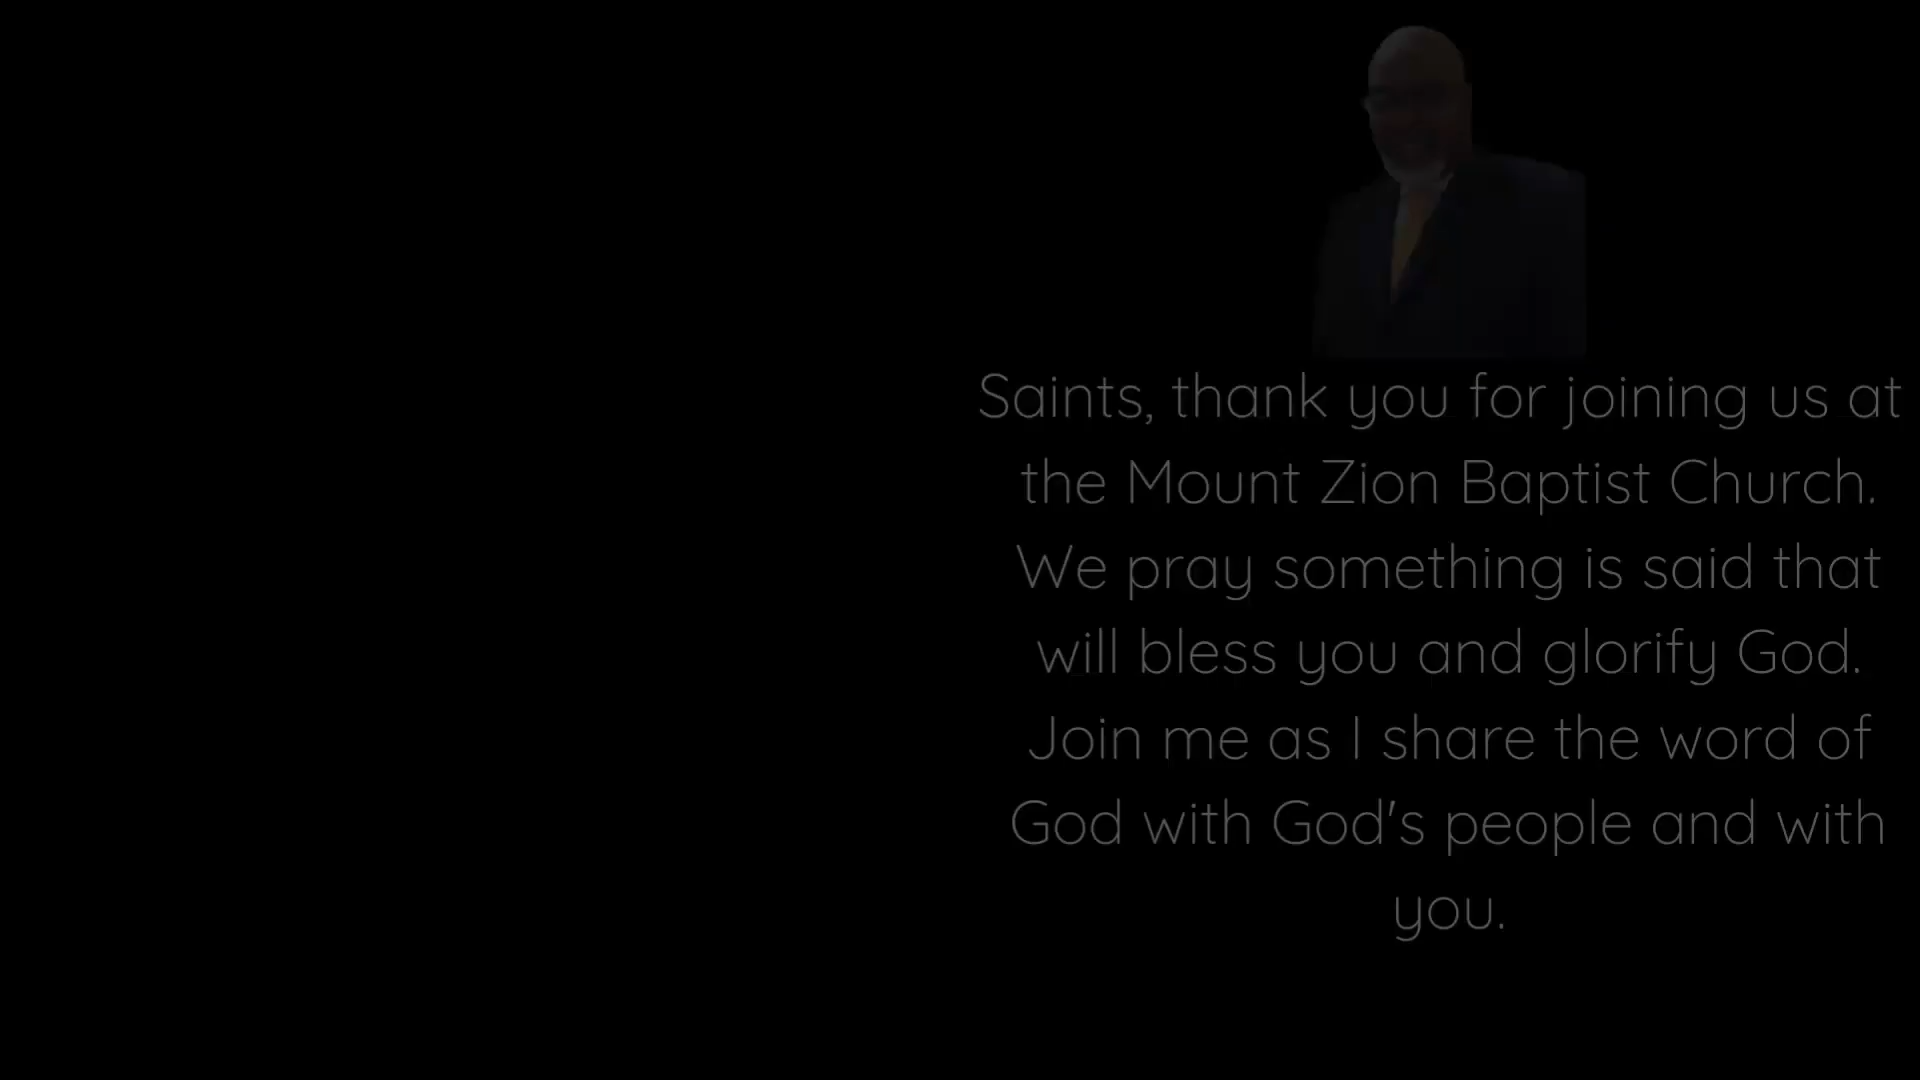 Saints, thank you for joining us at
the Mount Zion Baptist Church.
We pray something is said that
will bless you and glorify God.
Join me as I share the word of
God with God's people and with
you.